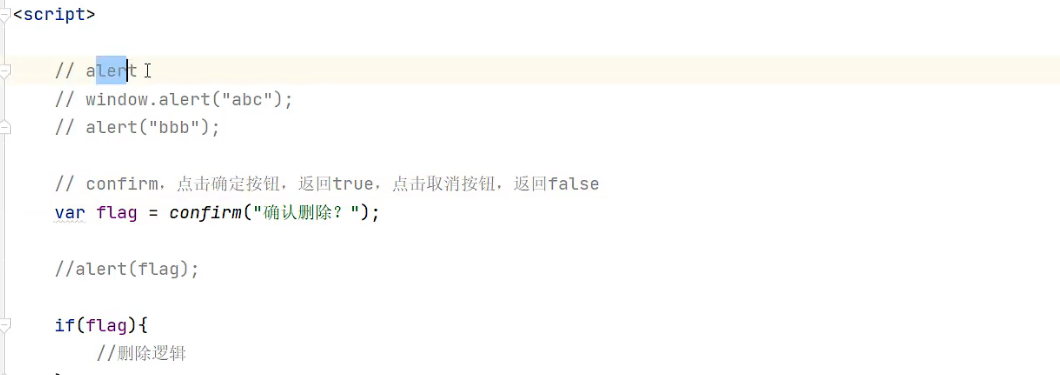 <script>
// alert
// window.alert("abc");
// alert("bbb");
// confirm，点击确定按钮，返回true，点击取消按钮，返回false
var flag = confirm("确认删除？");
//alert(flag);
if(flag){
//删除逻辑